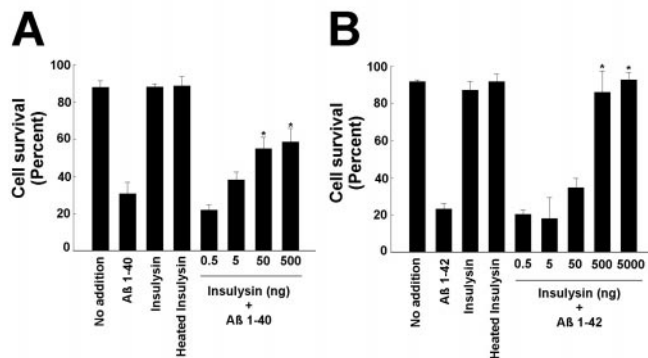 A
Cell survival
(Percent)
100
80
60
40
20
0
*
*
No addition
Aß 1-40
Insulysin
Heated Insulysin
0.5 5 50 500
Insulysin (ng)
+
Aß 1-40
B
Cell survival
(Percent)
100
80
60
40
20
0
*
*
No addition
Aß 1-42
Insulysin
Heated Insulysin
0.5 5 50 500 5000
Insulysin (ng)
+
Aß 1-42